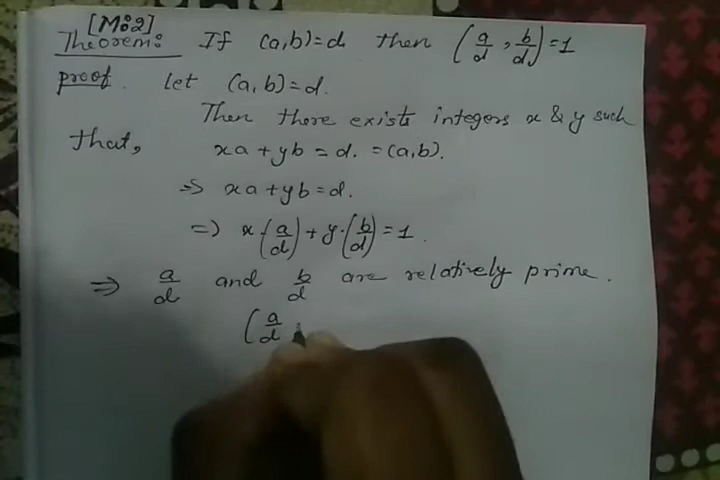 [M:2]
Theorem: If (a,b)=d then (a/d, b/d)=1
proof. Let (a,b)=d.
Then there exists integers x & y such
that, xa+yb=d.=(a,b).
⇒ xa+yb=d.
⇒ x·(a/d)+y·(b/d)=1.
⇒ a/d and b/d are relatively prime.
(a/d